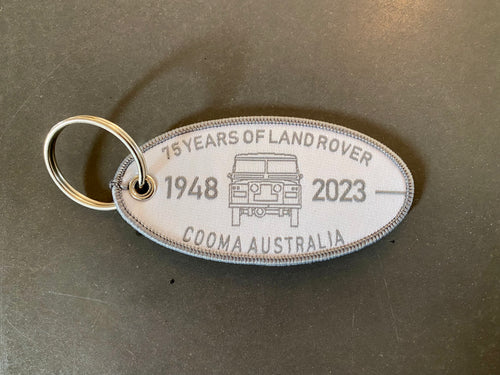 75 YEARS OF LAND ROVER
1948 2023
COOMA AUSTRALIA